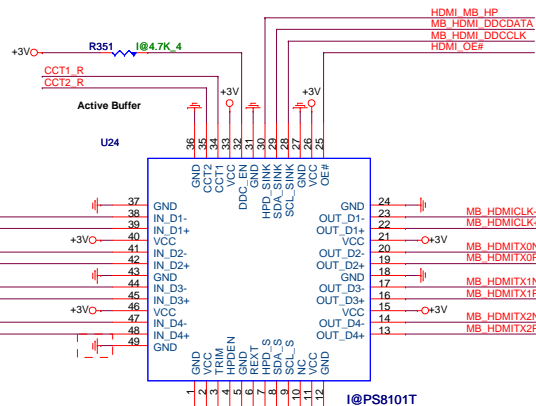 HDMI_MB_HP
MB_HDMI_DDCDATA
MB_HDMI_DDCCLK
HDMI_OE#
+3V
R351
I@4.7K_4
CCT1_R
CCT2_R
+3V
+3V
Active Buffer
U24
36
35
34
33
32
31
30
29
28
27
26
25
GND
CCT2
CCT1
VCC
DDC_EN
GND
HPD_SINK
SDA_SINK
SCL_SINK
GND
VCC
OE#
37 GND
38 IN_D1-
39 IN_D1+
+3V 40 VCC
41 IN_D2-
42 IN_D2+
43 GND
44 IN_D3-
45 IN_D3+
+3V 46 VCC
47 IN_D4-
48 IN_D4+
49 GND
GND 24
OUT_D1- 23 MB_HDMICLK-
OUT_D1+ 22 MB_HDMICLK+
VCC 21 +3V
OUT_D2- 20 MB_HDMITX0N
OUT_D2+ 19 MB_HDMITX0P
GND 18
OUT_D3- 17 MB_HDMITX1N
OUT_D3+ 16 MB_HDMITX1P
VCC 15 +3V
OUT_D4- 14 MB_HDMITX2N
OUT_D4+ 13 MB_HDMITX2P
GND
VCC
TRIM
HPDEN
GND
REXT
HPD_S
SDA_S
SCL_S
NC
VCC
GND
1
2
3
4
5
6
7
8
9
10
11
12
I@PS8101T